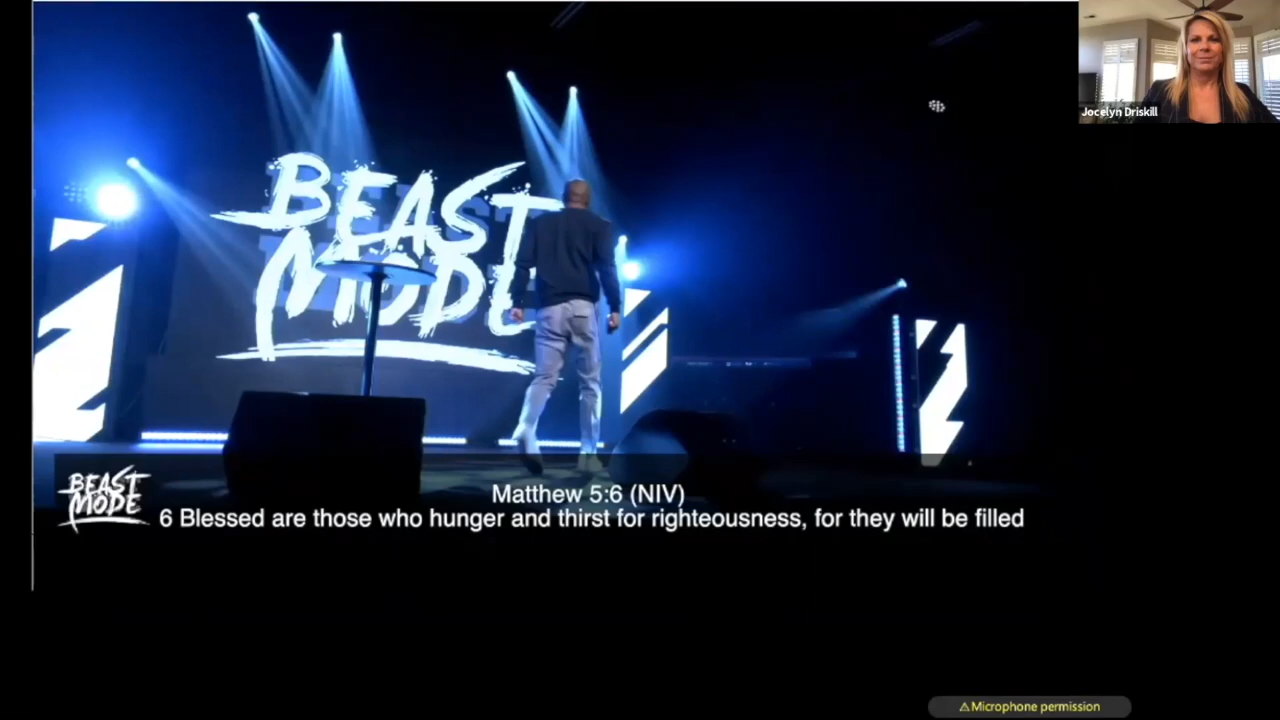 BEAST
MODE
Jocelyn Driskill
BEAST
MODE
Matthew 5:6 (NIV)
6 Blessed are those who hunger and thirst for righteousness, for they will be filled
⚠Microphone permission